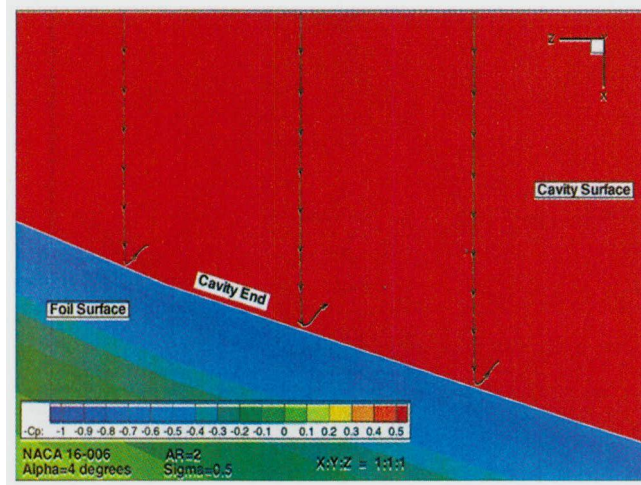 Z
X
Cavity Surface
Cavity End
Foil Surface
-Cp: -1 -0.9 -0.8 -0.7 -0.6 -0.5 -0.4 -0.3 -0.2 -0.1 0 0.1 0.2 0.3 0.4 0.5
NACA 16-006 AR=2
Alpha=4 degrees Sigma=0.5 X:Y:Z = 1:1:1